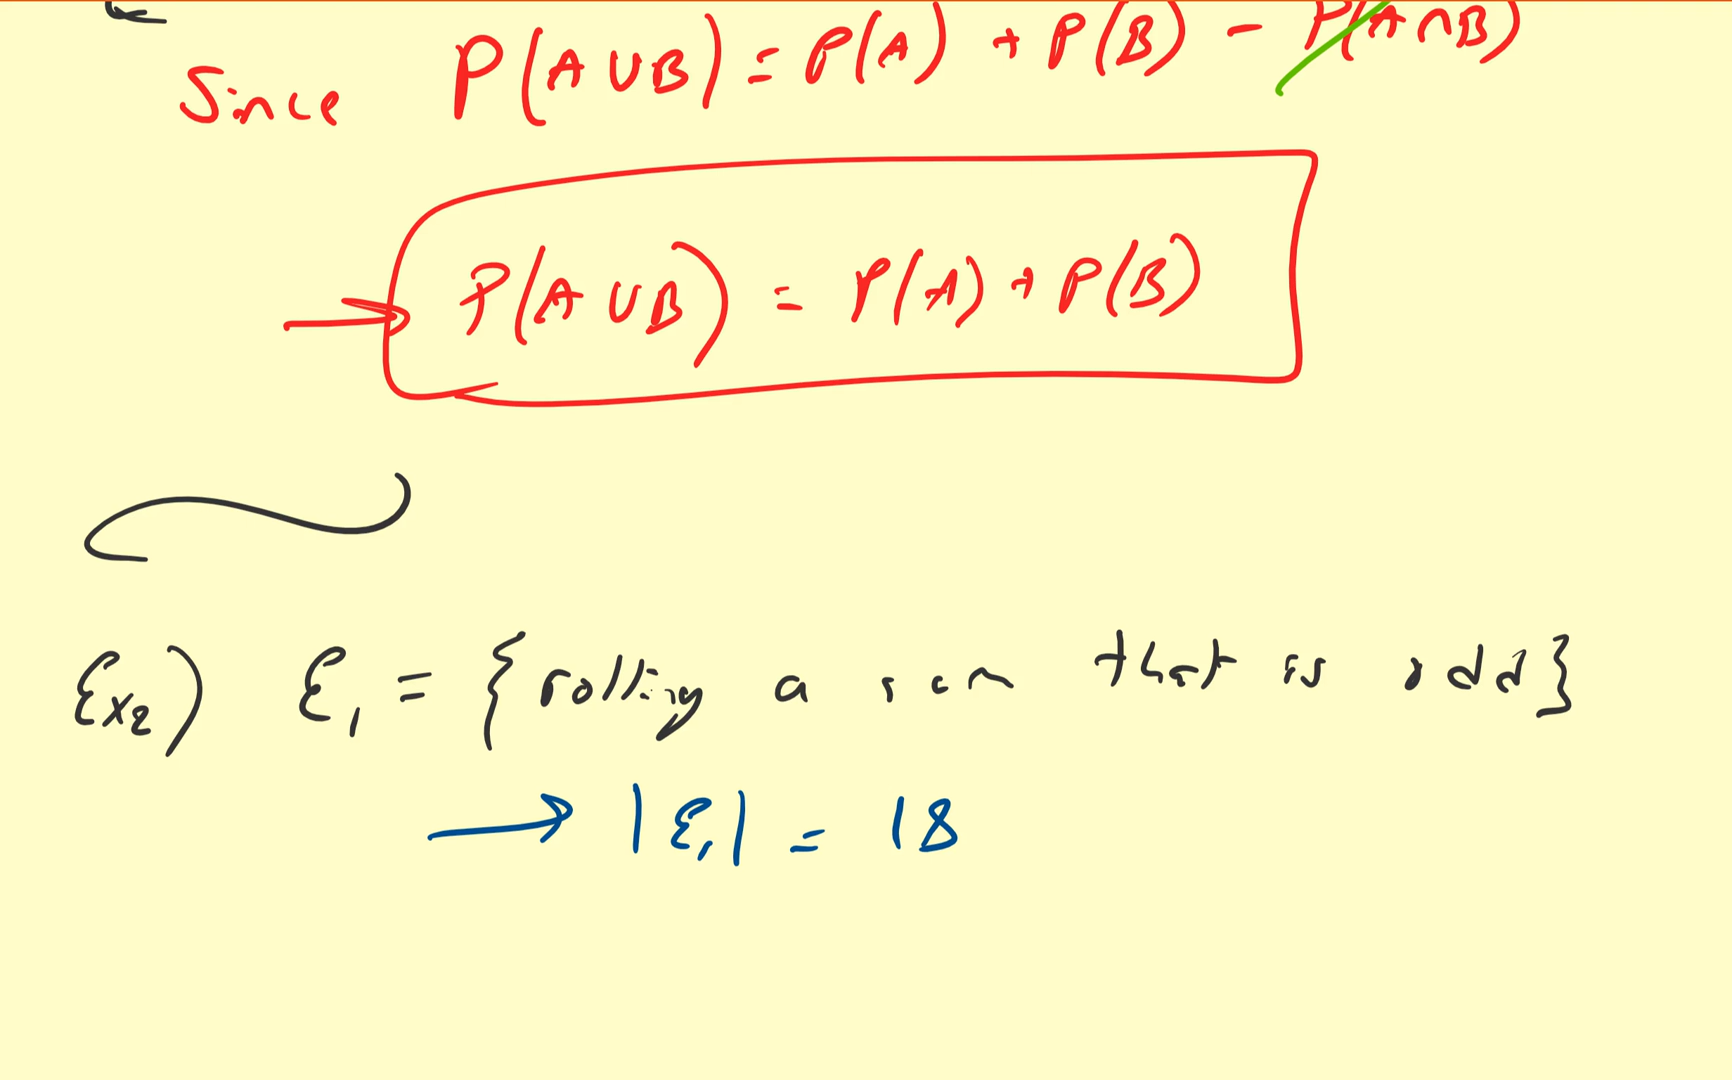 Since P(A∪B) = P(A) + P(B) - P(A∩B)
P(A∪B) = P(A) + P(B)
Ex2) E₁ = {rolling a sum that is odd}
→ |E₁| = 18